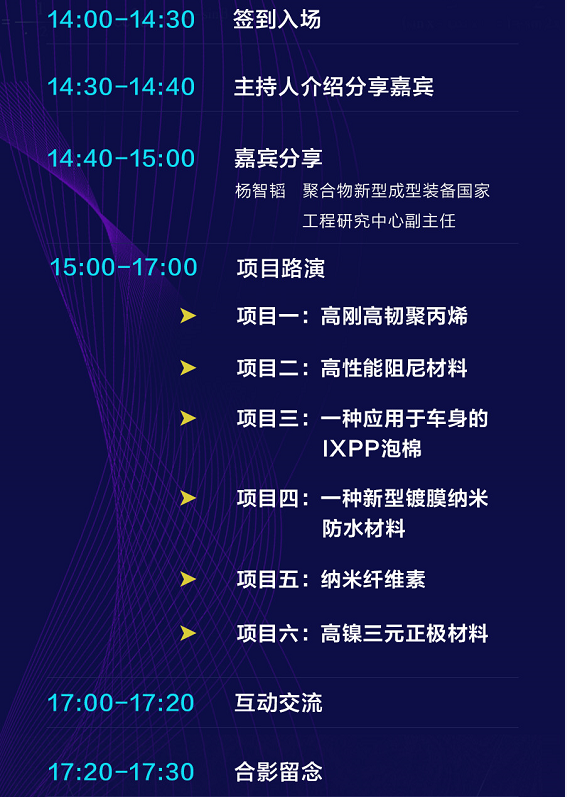 14:00-14:30 签到入场
14:30-14:40 主持人介绍分享嘉宾
14:40-15:00 嘉宾分享
杨智韬 聚合物新型成型装备国家
工程研究中心副主任
15:00-17:00 项目路演
项目一：高刚高韧聚丙烯
项目二：高性能阻尼材料
项目三：一种应用于车身的
IXPP泡棉
项目四：一种新型镀膜纳米
防水材料
项目五：纳米纤维素
项目六：高镍三元正极材料
17:00-17:20 互动交流
17:20-17:30 合影留念